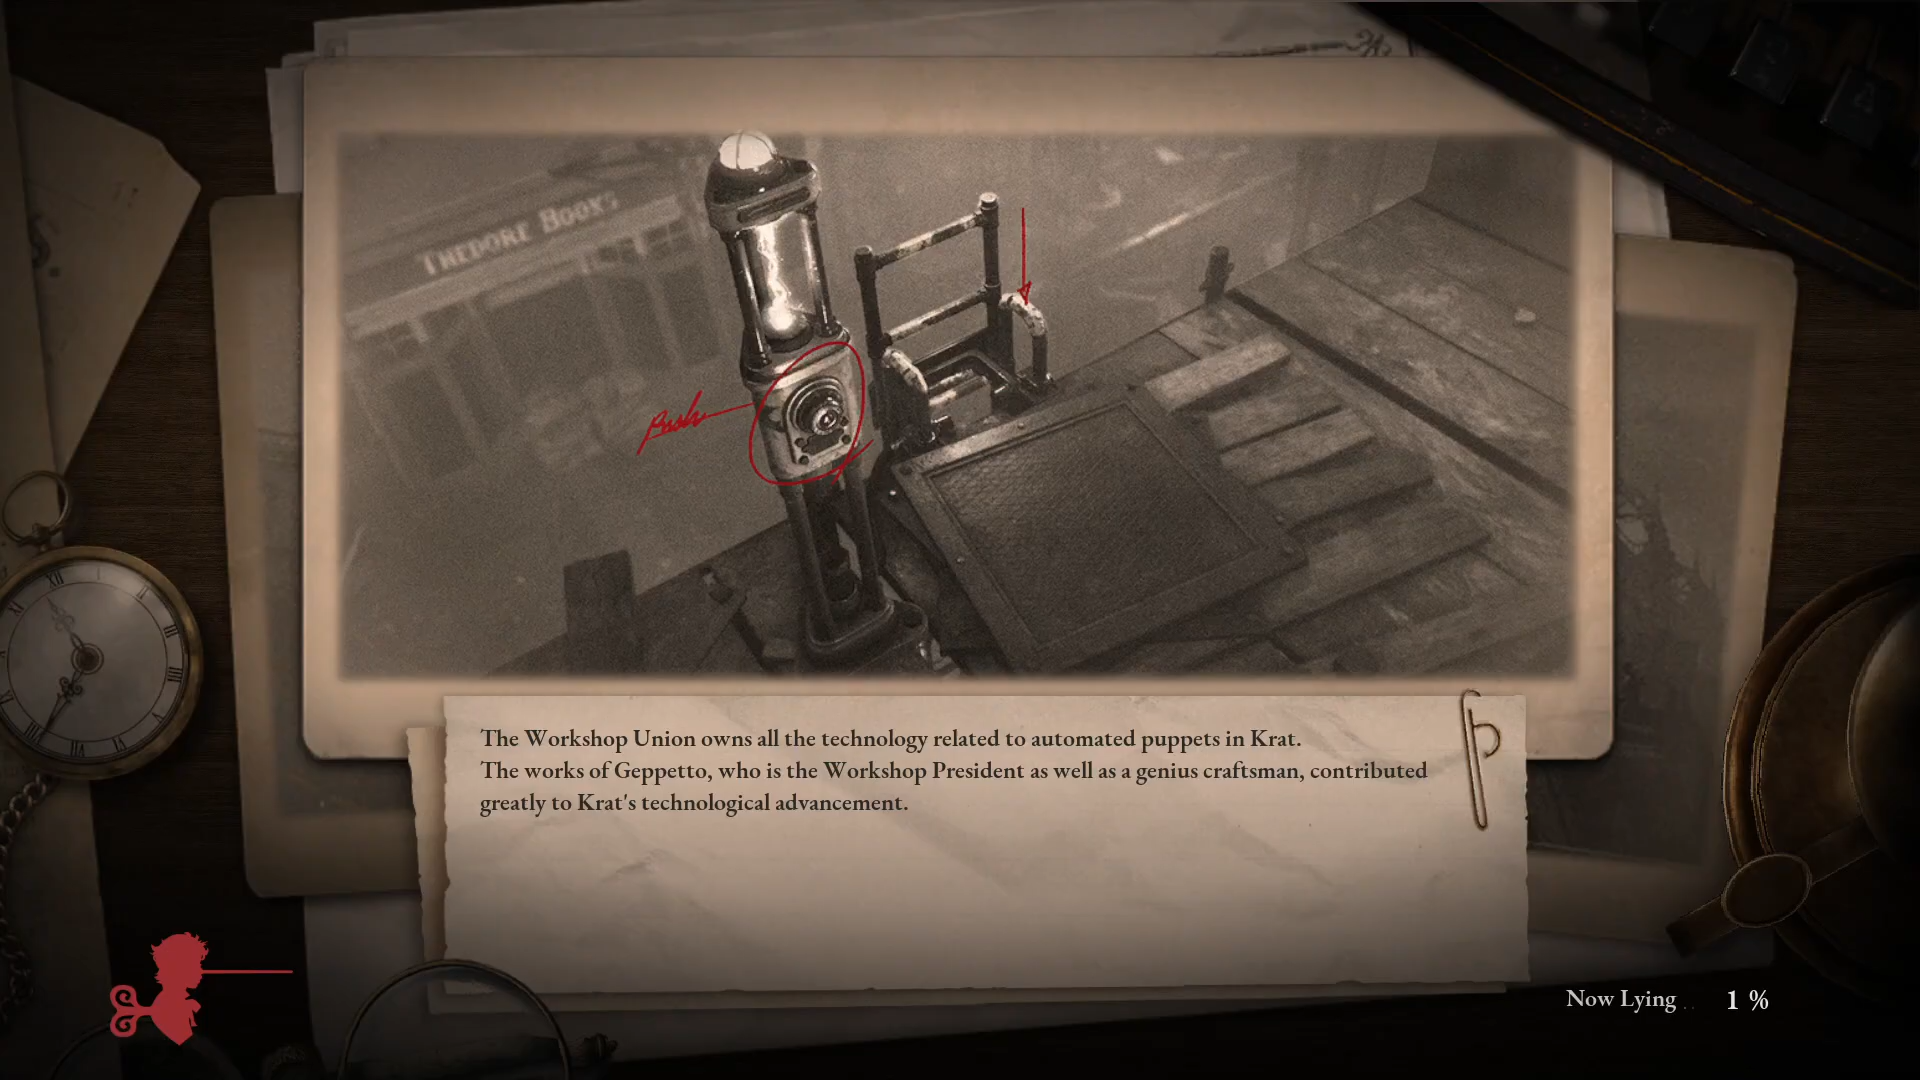 THEDORE BOOKS
Push
The Workshop Union owns all the technology related to automated puppets in Krat.
The works of Geppetto, who is the Workshop President as well as a genius craftsman, contributed
greatly to Krat's technological advancement.
Now Lying .. 1 %